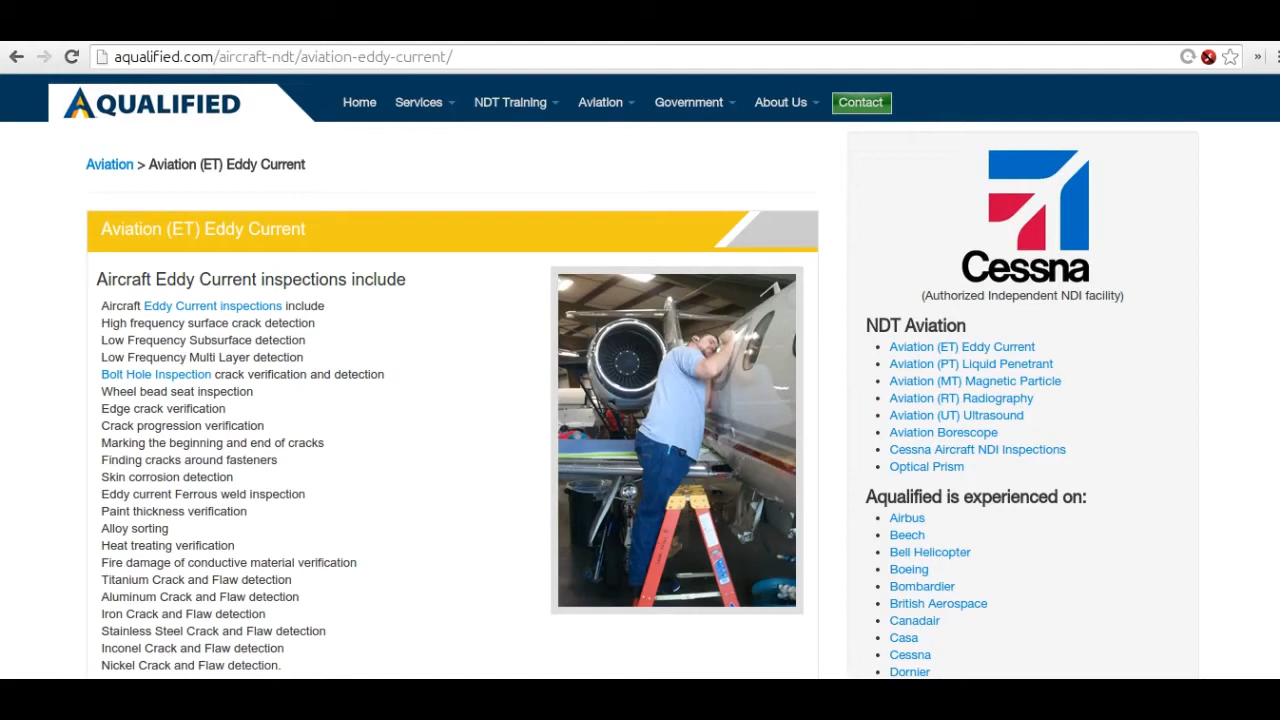 aqualified.com/aircraft-ndt/aviation-eddy-current/
AQUALIFIED
Home Services NDT Training Aviation Government About Us Contact
Aviation > Aviation (ET) Eddy Current
Aviation (ET) Eddy Current
Aircraft Eddy Current inspections include
Aircraft Eddy Current inspections include
High frequency surface crack detection
Low Frequency Subsurface detection
Low Frequency Multi Layer detection
Bolt Hole Inspection crack verification and detection
Wheel bead seat inspection
Edge crack verification
Crack progression verification
Marking the beginning and end of cracks
Finding cracks around fasteners
Skin corrosion detection
Eddy current Ferrous weld inspection
Paint thickness verification
Alloy sorting
Heat treating verification
Fire damage of conductive material verification
Titanium Crack and Flaw detection
Aluminum Crack and Flaw detection
Iron Crack and Flaw detection
Stainless Steel Crack and Flaw detection
Inconel Crack and Flaw detection
Nickel Crack and Flaw detection.
Cessna
(Authorized Independent NDI facility)
NDT Aviation
Aviation (ET) Eddy Current
Aviation (PT) Liquid Penetrant
Aviation (MT) Magnetic Particle
Aviation (RT) Radiography
Aviation (UT) Ultrasound
Aviation Borescope
Cessna Aircraft NDI Inspections
Optical Prism
Aqualified is experienced on:
Airbus
Beech
Bell Helicopter
Boeing
Bombardier
British Aerospace
Canadair
Casa
Cessna
Dornier